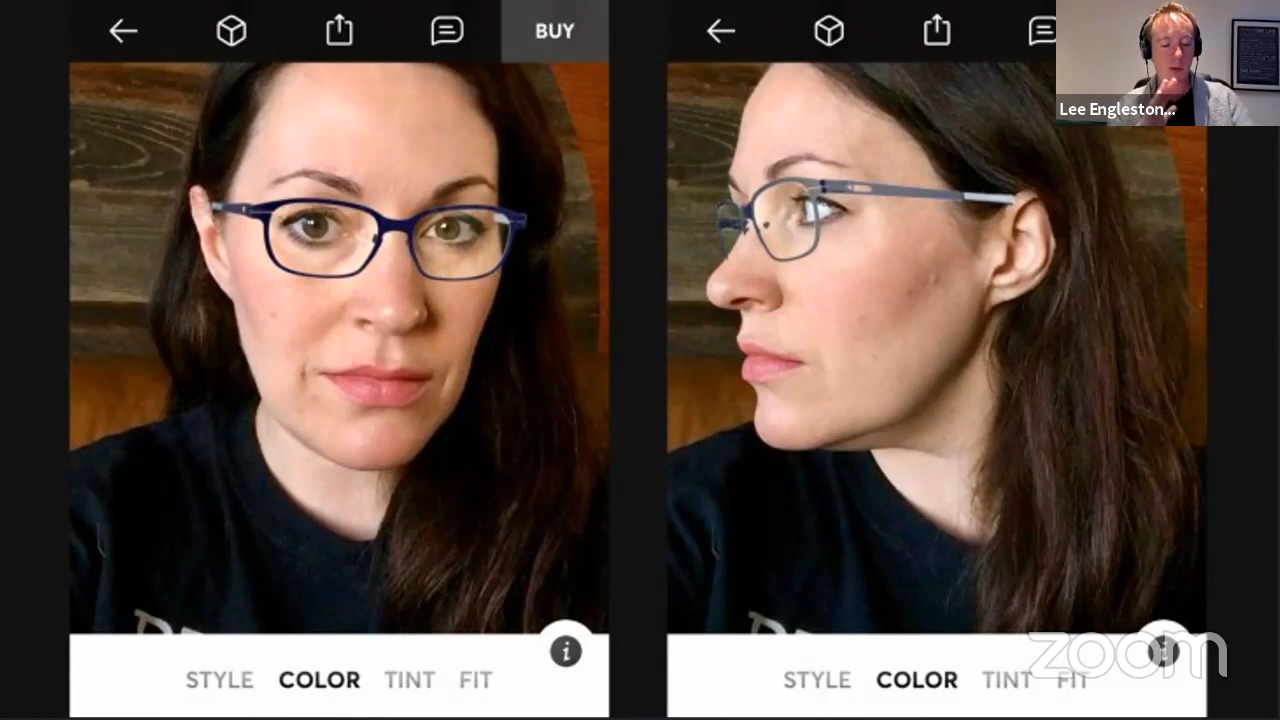 BUY
Lee Engleston...
STYLE COLOR TINT FIT
STYLE COLOR TINT FIT
zoom